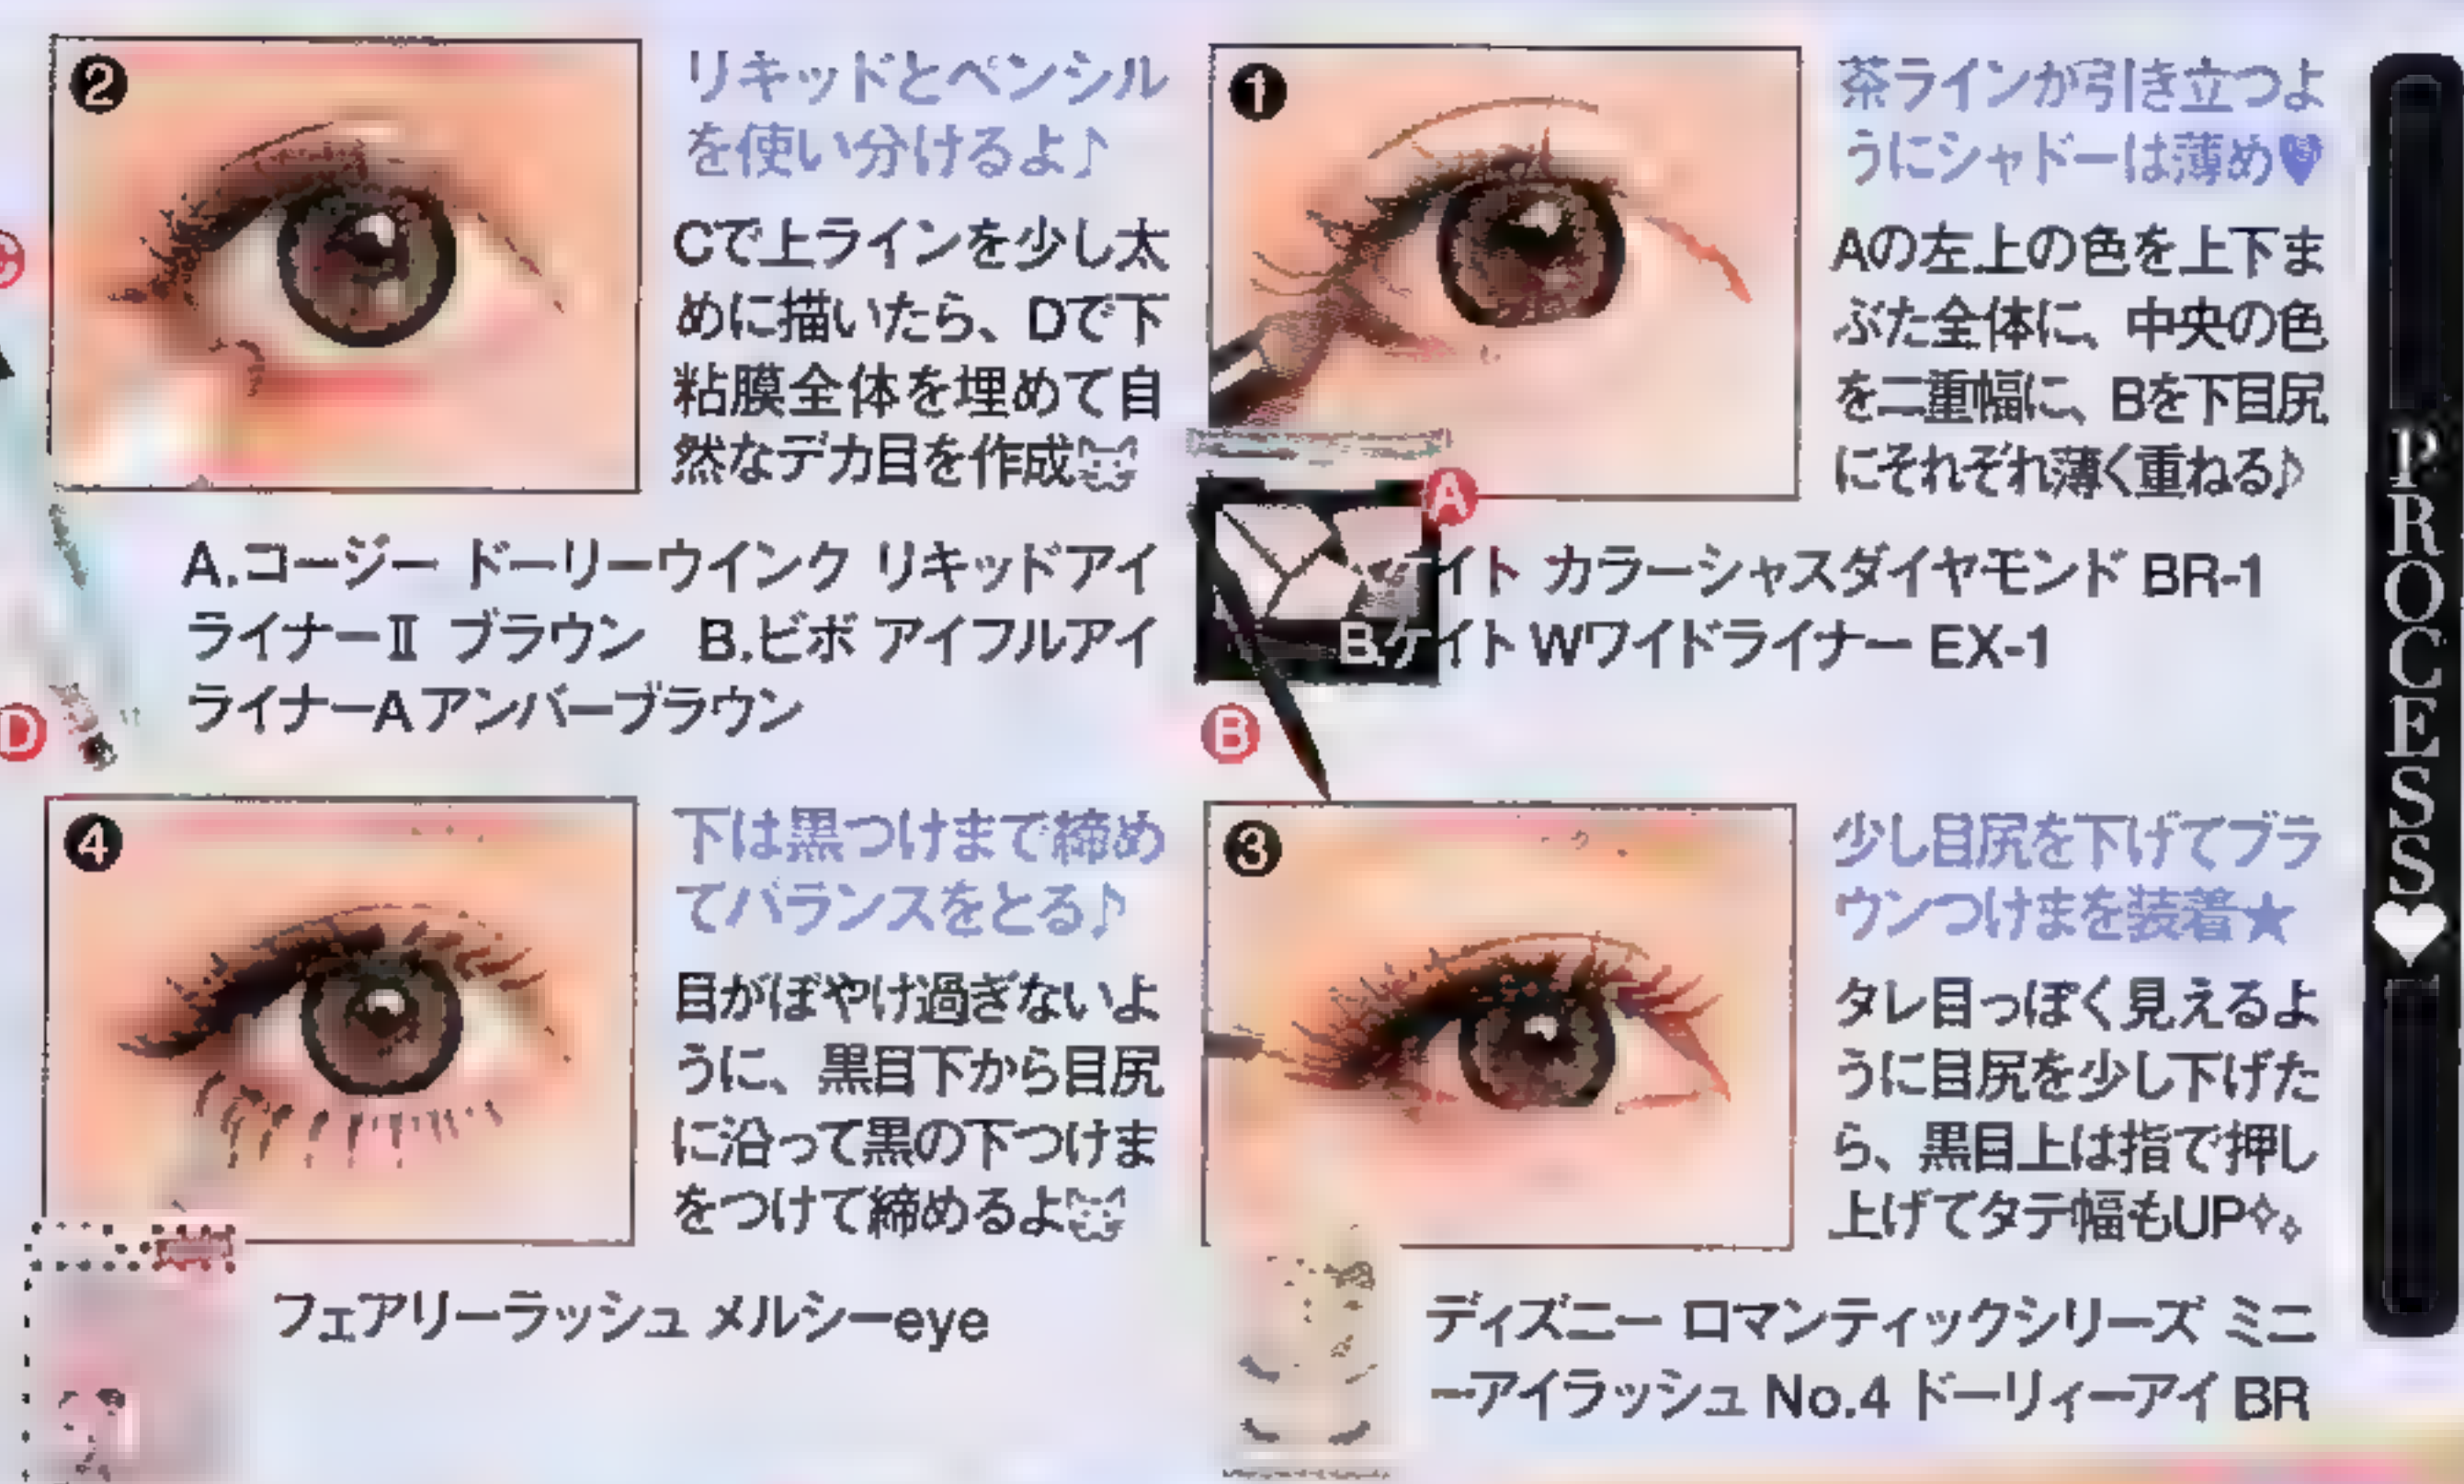 PROCESS♥
❶
茶ラインが引き立つよ
うにシャドーは薄め♥
Aの左上の色を上下ま
ぶた全体に、中央の色
を二重幅に、Bを下目尻
にそれぞれ薄く重ねる♪
A
ケイト カラーシャスダイヤモンド BR-1
B.ケイト Wワイドライナー EX-1
B
❷
リキッドとペンシル
を使い分けるよ♪
Cで上ラインを少し太
めに描いたら、Dで下
粘膜全体を埋めて自
然なデカ目を作成
C
A.コージー ドーリーウインク リキッドアイ
ライナーⅡ ブラウン B.ビボ アイフルアイ
ライナーA アンバーブラウン
D
❸
少し目尻を下げてブラ
ウンつけまを装着★
タレ目っぽく見えるよ
うに目尻を少し下げた
ら、黒目上は指で押し
上げてタテ幅もUP✧
ディズニー ロマンティックシリーズ ミニ
ーアイラッシュ No.4 ドーリィーアイ BR
❹
下は黒つけまで締め
てバランスをとる♪
目がぼやけ過ぎないよ
うに、黒目下から目尻
に沿って黒の下つけま
をつけて締めるよ
フェアリーラッシュ メルシーeye